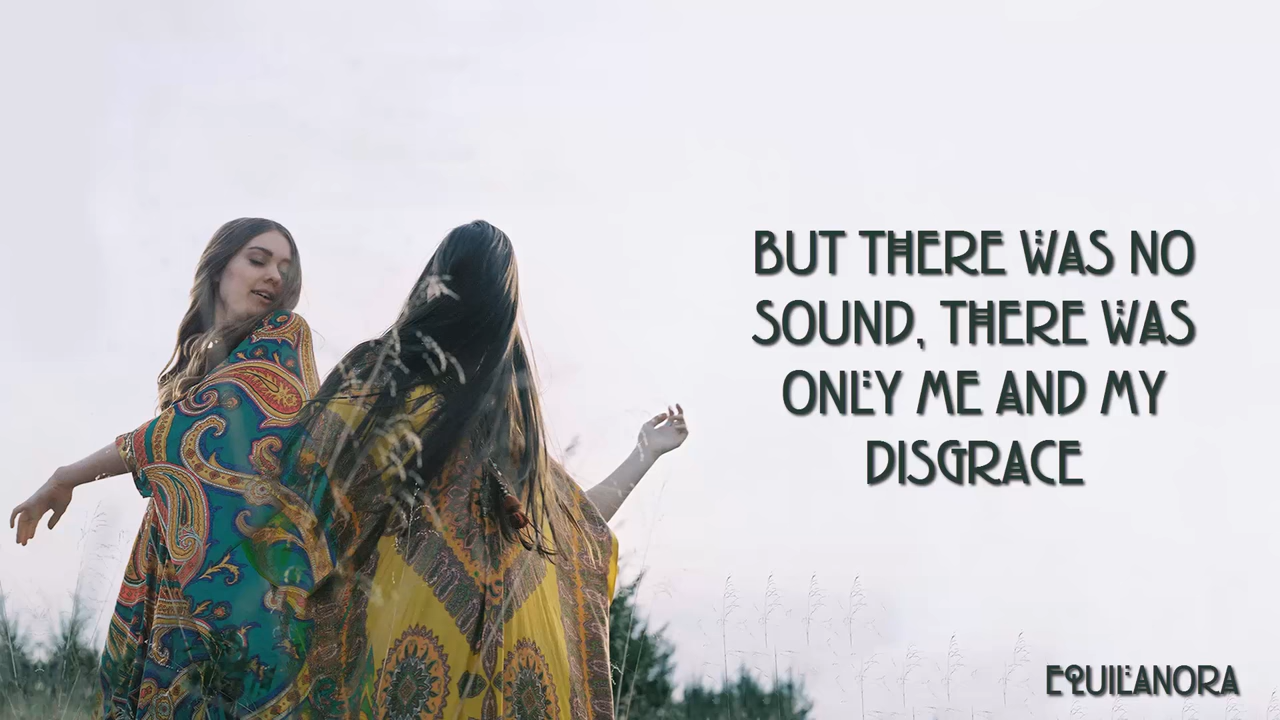 BUT THERE WAS NO
SOUND, THERE WAS
ONLY ME AND MY
DISGRACE
EQUILANORA